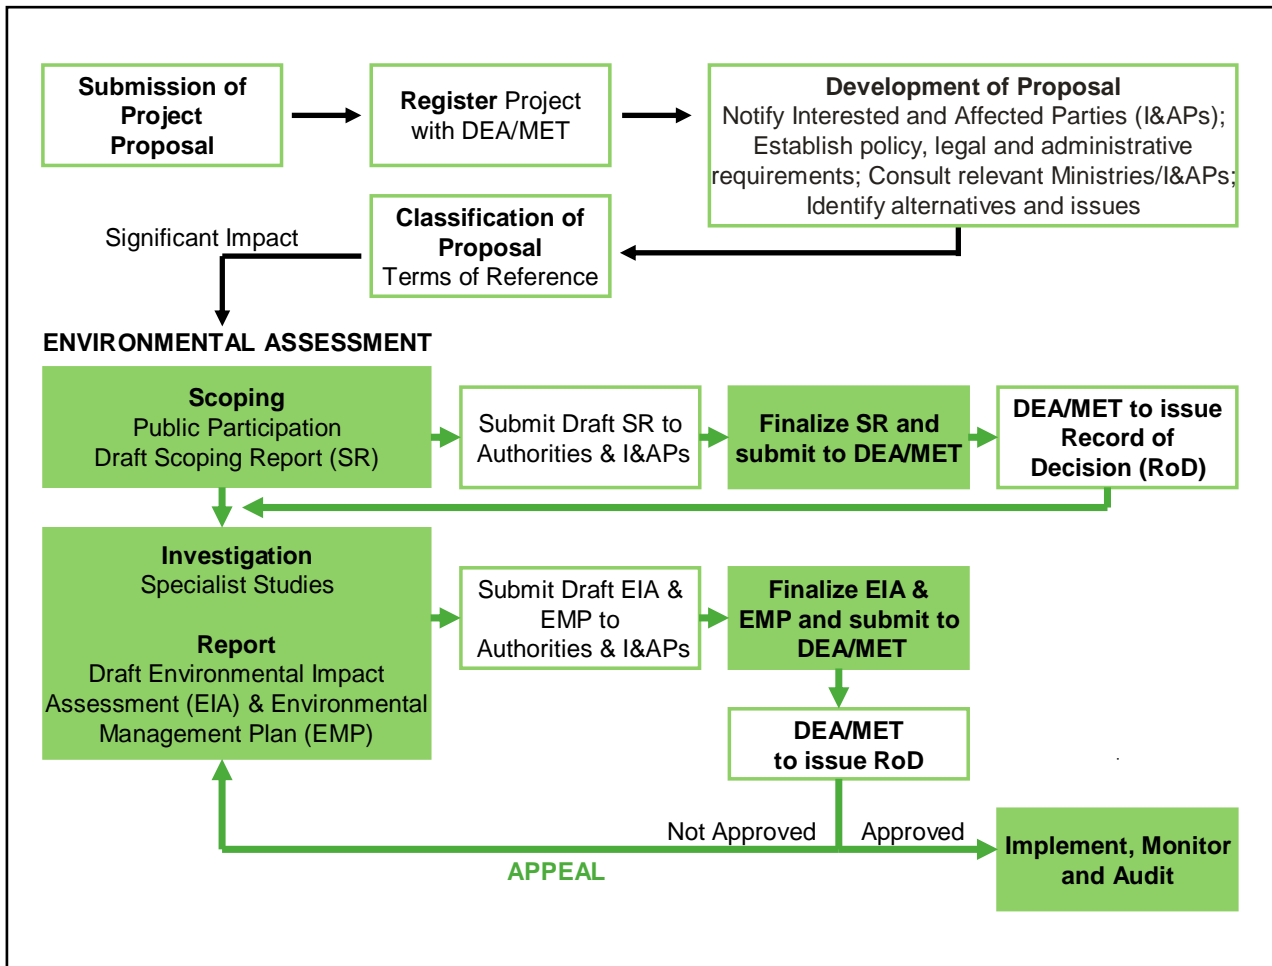 Submission of
Project
Proposal
Register Project
with DEA/MET
Development of Proposal
Notify Interested and Affected Parties (I&APs);
Establish policy, legal and administrative
requirements; Consult relevant Ministries/I&APs;
Identify alternatives and issues
Classification of
Proposal
Terms of Reference
Significant Impact
ENVIRONMENTAL ASSESSMENT
Scoping
Public Participation
Draft Scoping Report (SR)
Submit Draft SR to
Authorities & I&APs
Finalize SR and
submit to DEA/MET
DEA/MET to issue
Record of
Decision (RoD)
Investigation
Specialist Studies
Report
Draft Environmental Impact
Assessment (EIA) & Environmental
Management Plan (EMP)
Submit Draft EIA &
EMP to
Authorities & I&APs
Finalize EIA &
EMP and submit to
DEA/MET
DEA/MET
to issue RoD
Not Approved
Approved
APPEAL
Implement, Monitor
and Audit